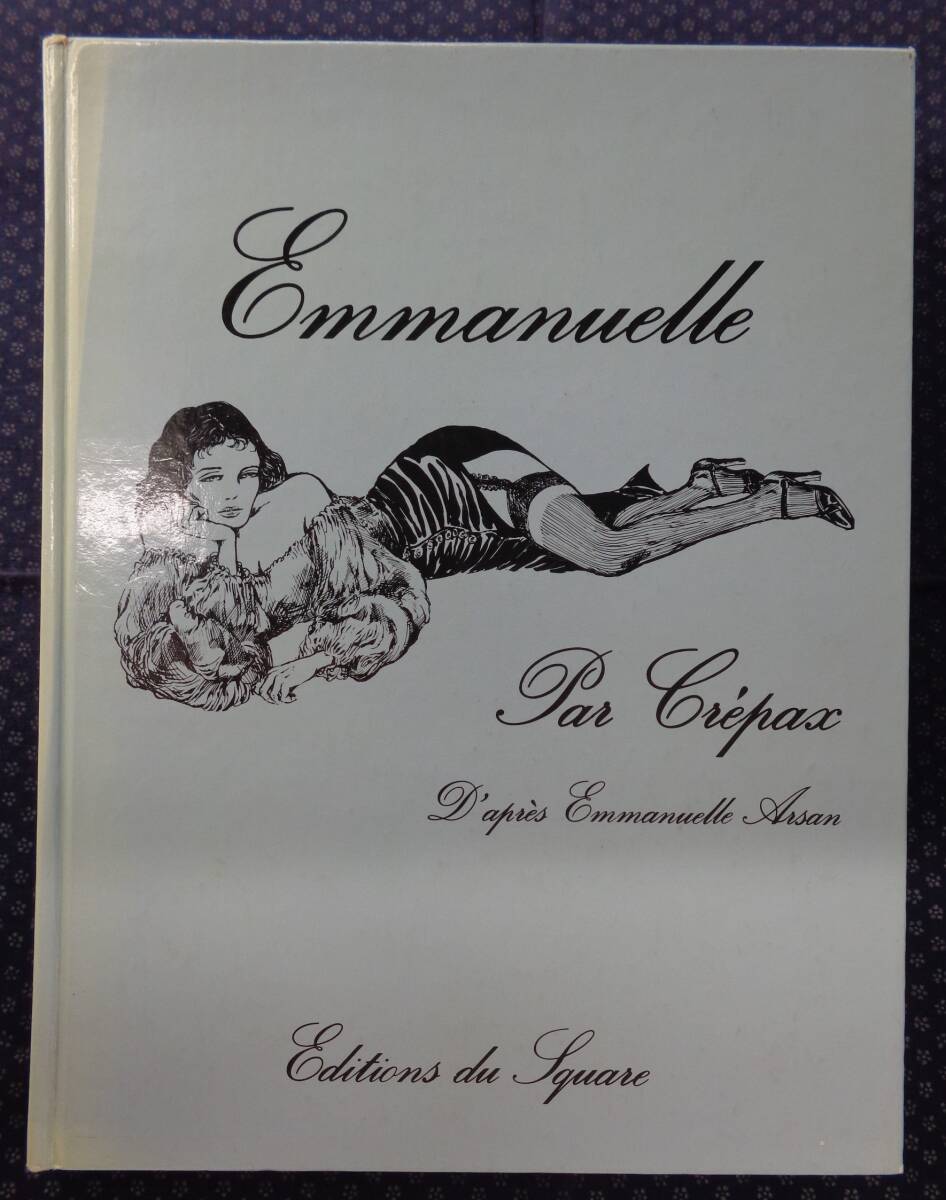 Emmanuelle
Par Crépax
D'après Emmanuelle Arsan
Editions du Square